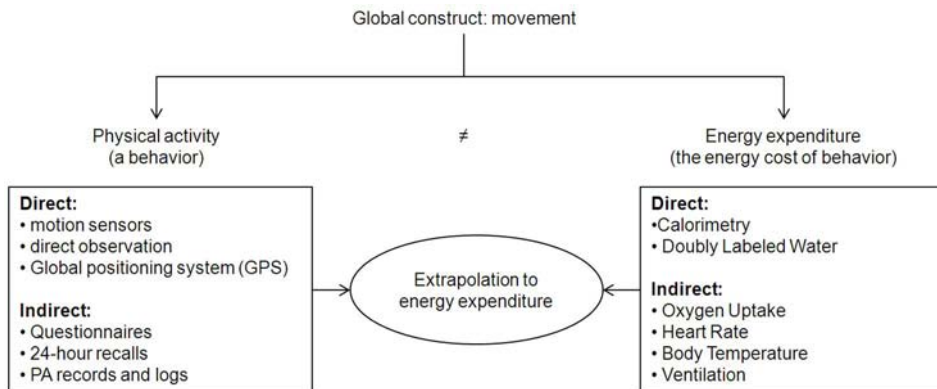 Global construct: movement
Physical activity
(a behavior)
≠
Energy expenditure
(the energy cost of behavior)
Direct:
• motion sensors
• direct observation
• Global positioning system (GPS)
Indirect:
• Questionnaires
• 24-hour recalls
• PA records and logs
Extrapolation to
energy expenditure
Direct:
•Calorimetry
• Doubly Labeled Water
Indirect:
• Oxygen Uptake
• Heart Rate
• Body Temperature
• Ventilation